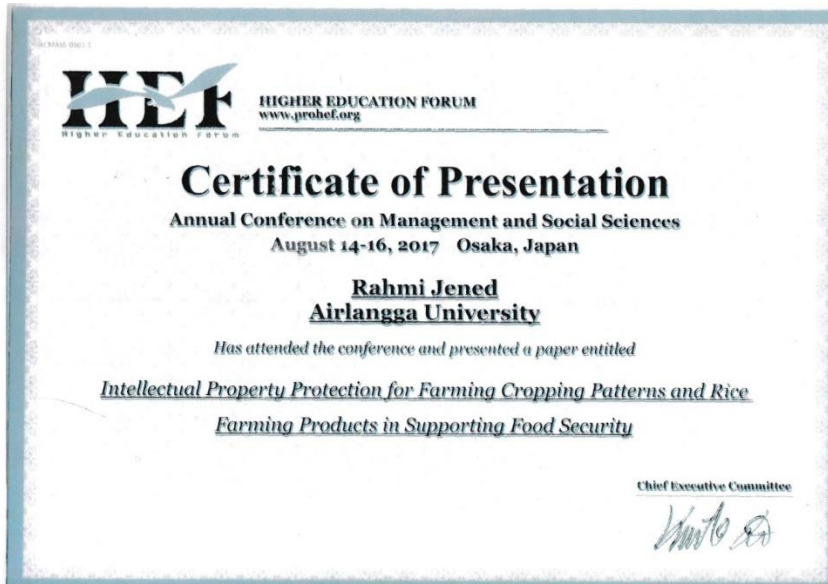 HEF
Higher Education Forum
HIGHER EDUCATION FORUM
www.prohef.org
Certificate of Presentation
Annual Conference on Management and Social Sciences
August 14-16, 2017 Osaka, Japan
Rahmi Jened
Airlangga University
Has attended the conference and presented a paper entitled
Intellectual Property Protection for Farming Cropping Patterns and Rice
Farming Products in Supporting Food Security
Chief Executive Committee